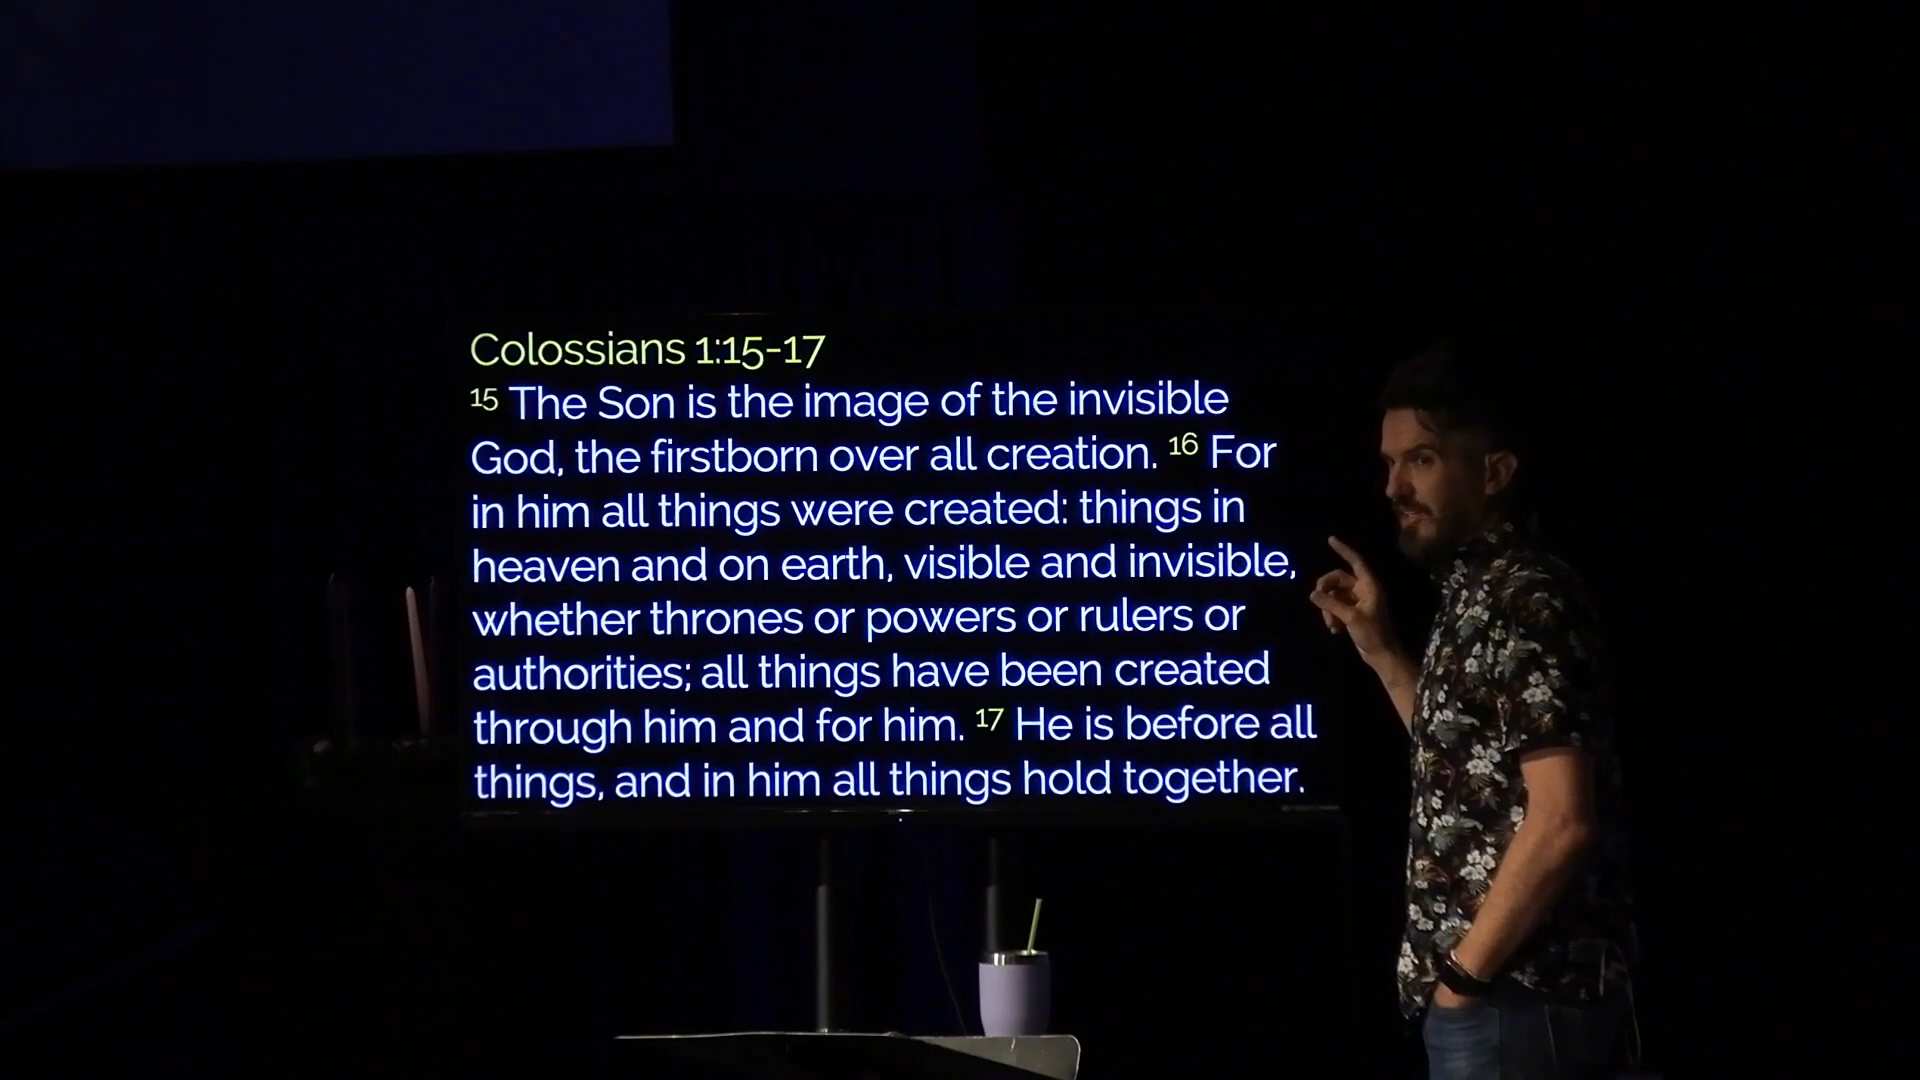 Colossians 1:15-17
15 The Son is the image of the invisible
God, the firstborn over all creation. 16 For
in him all things were created: things in
heaven and on earth, visible and invisible,
whether thrones or powers or rulers or
authorities; all things have been created
through him and for him. 17 He is before all
things, and in him all things hold together.